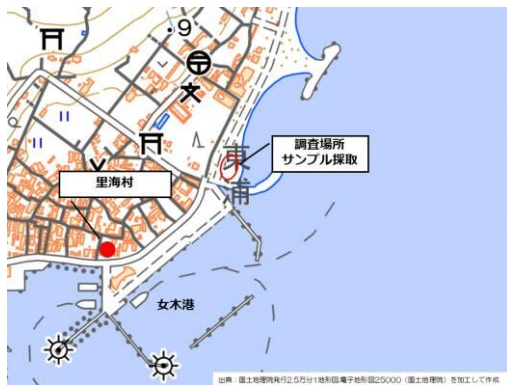 ・9
文
調査場所
サンプル採取
里海村
東浦
女木港
出典:国土地理院発行2.5万分1地形図,電子地形図25000(国土地理院)を加工して作成